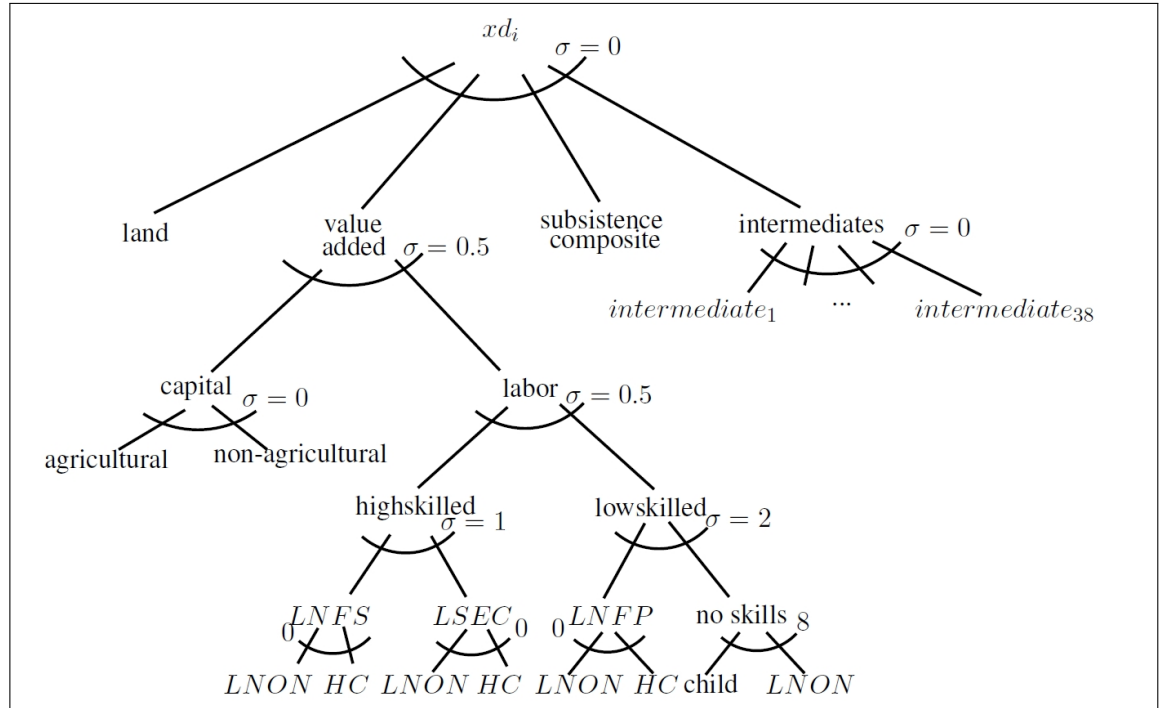 xd_i
σ = 0
land
value
added σ = 0.5
subsistence
composite
intermediates σ = 0
intermediate_1 ... intermediate_38
capital σ = 0
labor σ = 0.5
agricultural non-agricultural
highskilled σ = 1
lowskilled σ = 2
LNFS 0
LSEC 0
LNFP 0
no skills 8
LNON HC LNON HC LNON HC child LNON